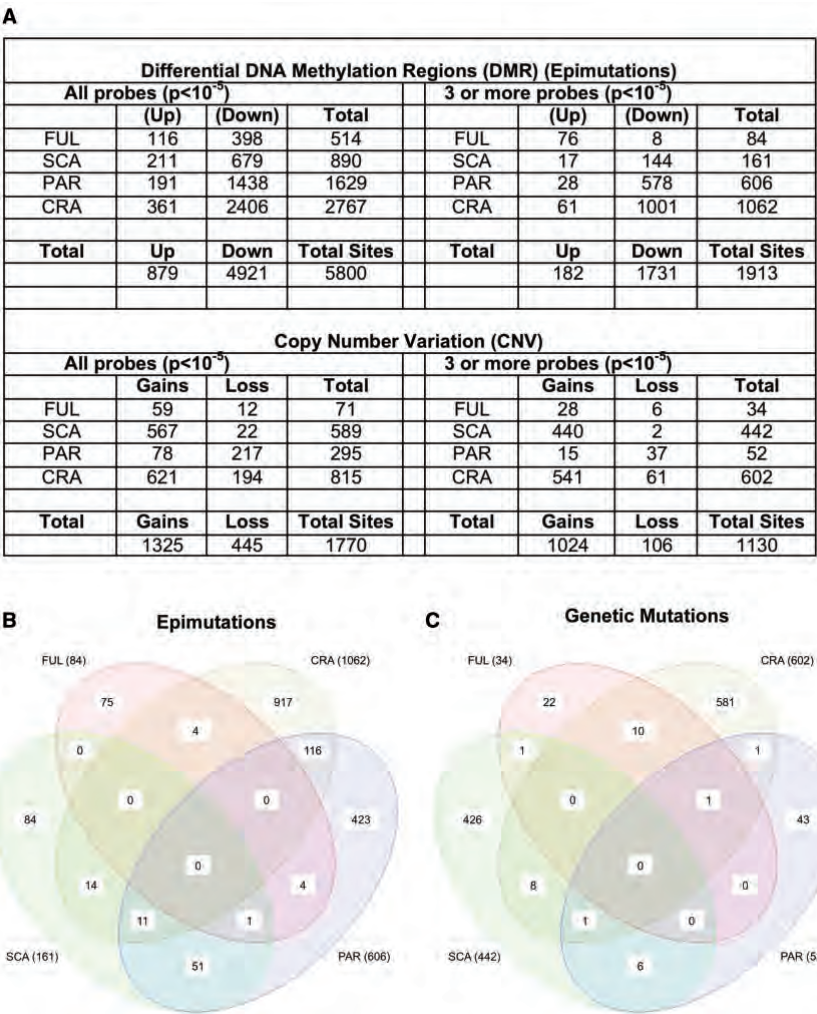 A
Differential DNA Methylation Regions (DMR) (Epimutations)
All probes (p<10-5) 3 or more probes (p<10-5)
(Up) (Down) Total (Up) (Down) Total
FUL 116 398 514 FUL 76 8 84
SCA 211 679 890 SCA 17 144 161
PAR 191 1438 1629 PAR 28 578 606
CRA 361 2406 2767 CRA 61 1001 1062
Total Up Down Total Sites Total Up Down Total Sites
879 4921 5800 182 1731 1913
Copy Number Variation (CNV)
All probes (p<10-5) 3 or more probes (p<10-5)
Gains Loss Total Gains Loss Total
FUL 59 12 71 FUL 28 6 34
SCA 567 22 589 SCA 440 2 442
PAR 78 217 295 PAR 15 37 52
CRA 621 194 815 CRA 541 61 602
Total Gains Loss Total Sites Total Gains Loss Total Sites
1325 445 1770 1024 106 1130
B Epimutations
FUL (84) CRA (1062)
75 917
4
0 116
0 0
84 423
0
14 4
11 1
SCA (161) PAR (606)
51
C Genetic Mutations
FUL (34) CRA (602)
22 581
10
1 1
0 1
426 43
0
8 0
1 0
SCA (442) PAR (5
6